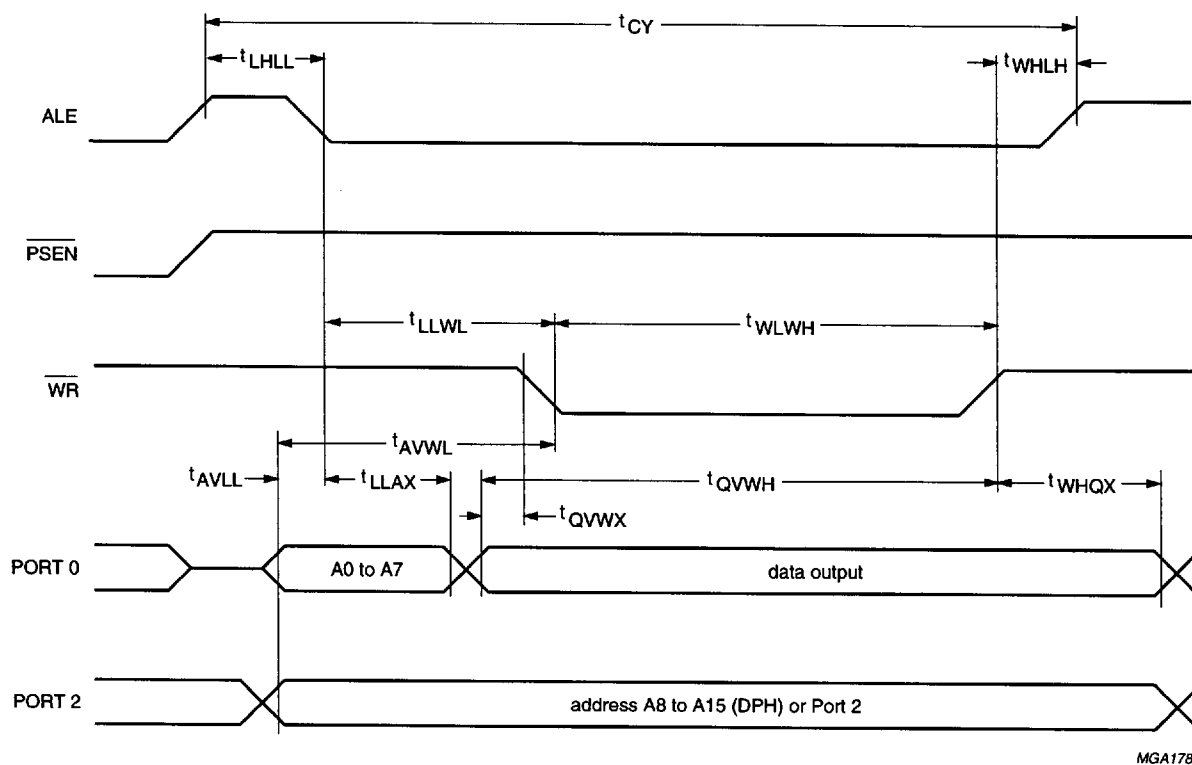 tCY
tLHLL
tWHLH
ALE
PSEN
tLLWL
tWLWH
WR
tAVWL
tAVLL
tLLAX
tQVWH
tWHQX
tQVWX
PORT 0
A0 to A7
data output
PORT 2
address A8 to A15 (DPH) or Port 2
MGA178